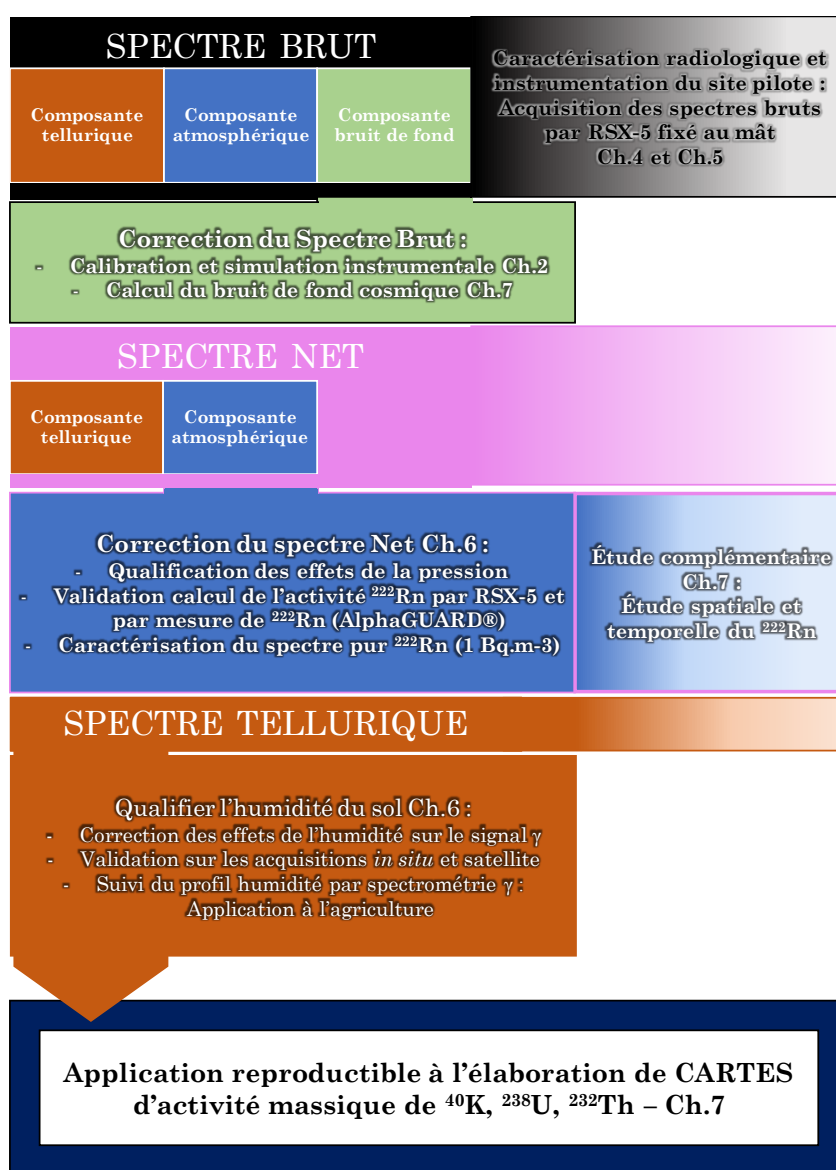 SPECTRE BRUT
Composante
tellurique
Composante
atmosphérique
Composante
bruit de fond
Caractérisation radiologique et
instrumentation du site pilote :
Acquisition des spectres bruts
par RSX-5 fixé au mât
Ch.4 et Ch.5
Correction du Spectre Brut :
- Calibration et simulation instrumentale Ch.2
- Calcul du bruit de fond cosmique Ch.7
SPECTRE NET
Composante
tellurique
Composante
atmosphérique
Correction du spectre Net Ch.6 :
- Qualification des effets de la pression
- Validation calcul de l’activité ²²²Rn par RSX-5 et
par mesure de ²²²Rn (AlphaGUARD®)
- Caractérisation du spectre pur ²²²Rn (1 Bq.m-3)
Étude complémentaire
Ch.7 :
Étude spatiale et
temporelle du ²²²Rn
SPECTRE TELLURIQUE
Qualifier l’humidité du sol Ch.6 :
- Correction des effets de l’humidité sur le signal γ
- Validation sur les acquisitions in situ et satellite
- Suivi du profil humidité par spectrométrie γ :
Application à l’agriculture
Application reproductible à l’élaboration de CARTES
d’activité massique de ⁴⁰K, ²³⁸U, ²³²Th – Ch.7